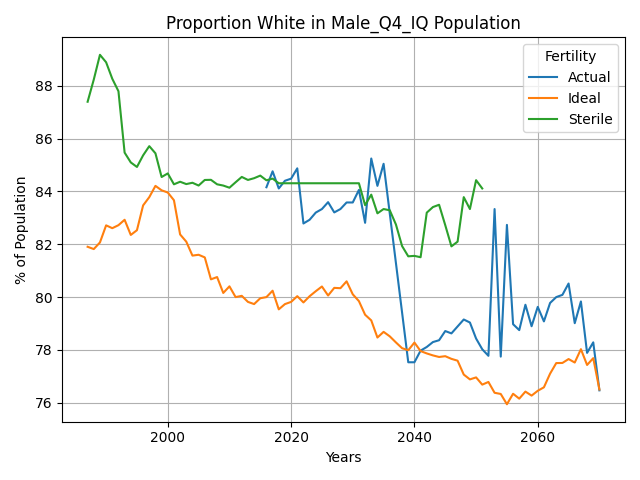 Proportion White in Male_Q4_IQ Population
Fertility
Actual
Ideal
Sterile
% of Population
88
86
84
82
80
78
76
2000
2020
2040
2060
Years